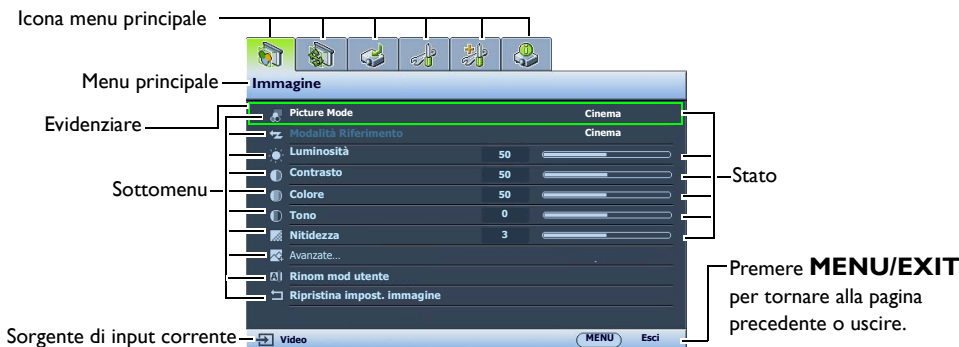 Icona menu principale
Menu principale
Immagine
Evidenziare
Picture Mode Cinema
Modalità Riferimento Cinema
Luminosità 50
Contrasto 50
Sottomenu
Stato
Colore 50
Tono 0
Nitidezza 3
Avanzate...
Rinom mod utente
Ripristina impost. immagine
Premere MENU/EXIT
per tornare alla pagina
precedente o uscire.
Sorgente di input corrente
Video MENU Esci